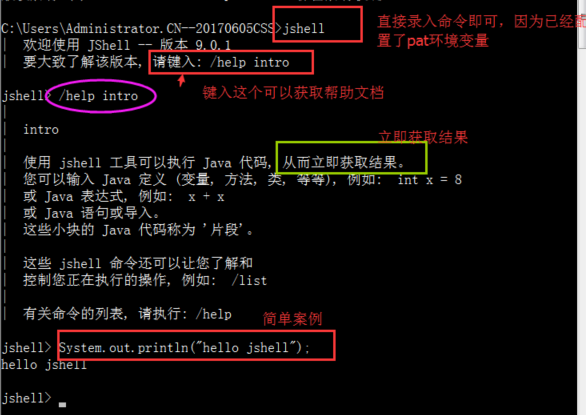 C:\Users\Administrator.CN--20170605CSS>jshell
直接录入命令即可，因为已经配
置了pat环境变量
|  欢迎使用 JShell -- 版本 9.0.1
|  要大致了解该版本, 请键入: /help intro
键入这个可以获取帮助文档
jshell> /help intro
|
|  intro
立即获取结果
|
|  使用 jshell 工具可以执行 Java 代码, 从而立即获取结果。
|  您可以输入 Java 定义 (变量, 方法, 类, 等等), 例如:  int x = 8
|  或 Java 表达式, 例如:  x + x
|  或 Java 语句或导入。
|  这些小块的 Java 代码称为 '片段'。
|
|  这些 jshell 命令还可以让您了解和
|  控制您正在执行的操作, 例如:  /list
|
|  有关命令的列表, 请执行: /help
简单案例
jshell> System.out.println("hello jshell");
hello jshell
jshell>